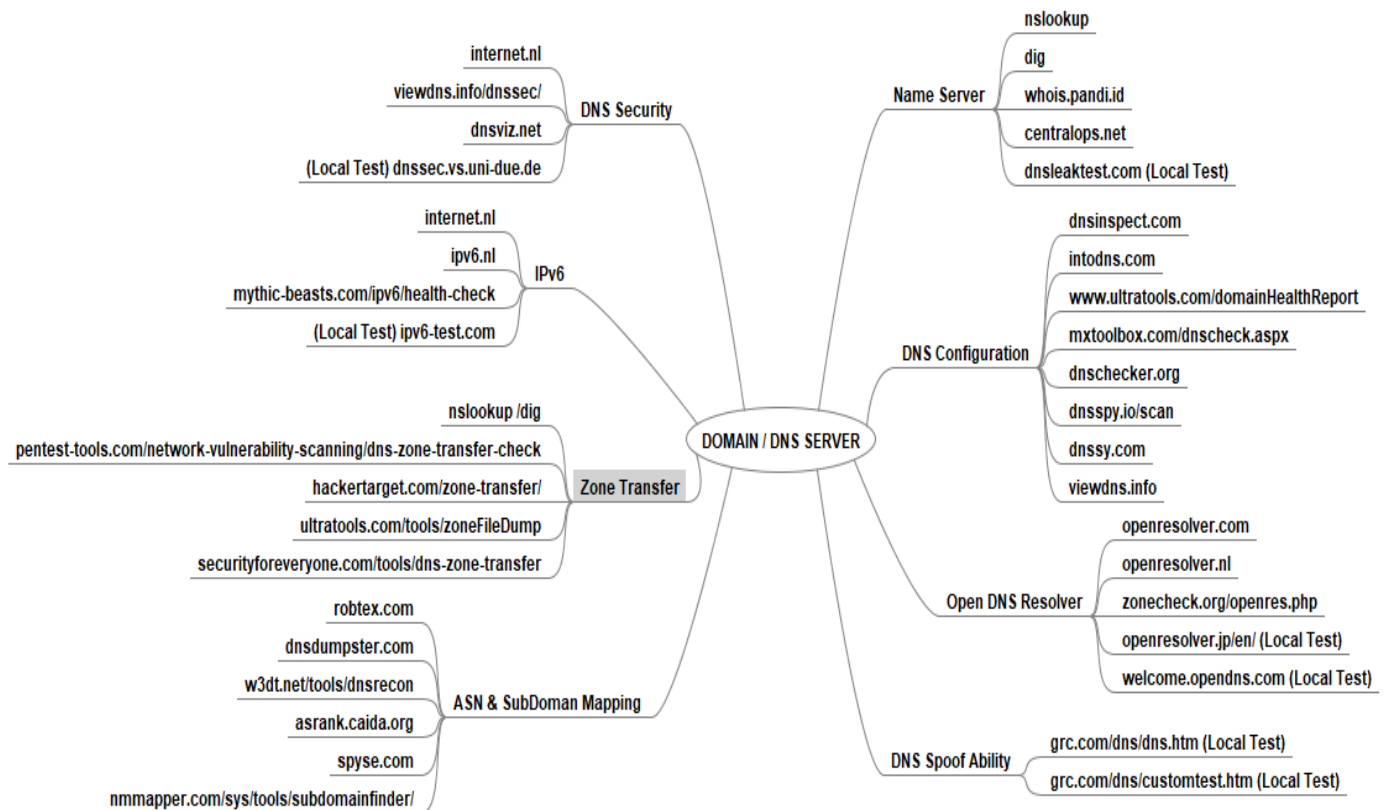 DOMAIN / DNS SERVER
DNS Security
internet.nl
viewdns.info/dnssec/
dnsviz.net
(Local Test) dnssec.vs.uni-due.de
IPv6
internet.nl
ipv6.nl
mythic-beasts.com/ipv6/health-check
(Local Test) ipv6-test.com
Zone Transfer
nslookup /dig
pentest-tools.com/network-vulnerability-scanning/dns-zone-transfer-check
hackertarget.com/zone-transfer/
ultratools.com/tools/zoneFileDump
securityforeveryone.com/tools/dns-zone-transfer
ASN & SubDoman Mapping
robtex.com
dnsdumpster.com
w3dt.net/tools/dnsrecon
asrank.caida.org
spyse.com
nmmapper.com/sys/tools/subdomainfinder/
Name Server
nslookup
dig
whois.pandi.id
centralops.net
dnsleaktest.com (Local Test)
DNS Configuration
dnsinspect.com
intodns.com
www.ultratools.com/domainHealthReport
mxtoolbox.com/dnscheck.aspx
dnschecker.org
dnsspy.io/scan
dnssy.com
viewdns.info
Open DNS Resolver
openresolver.com
openresolver.nl
zonecheck.org/openres.php
openresolver.jp/en/ (Local Test)
welcome.opendns.com (Local Test)
DNS Spoof Ability
grc.com/dns/dns.htm (Local Test)
grc.com/dns/customtest.htm (Local Test)